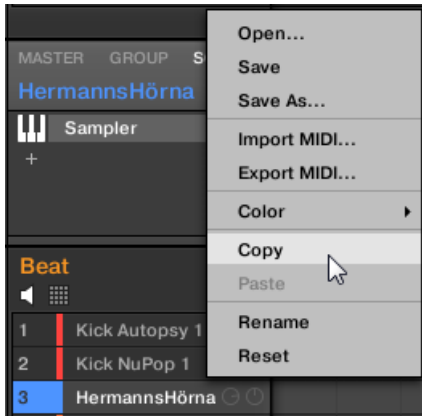 MASTER GROUP S
HermannsHörna
Sampler
+
Beat
1 Kick Autopsy 1
2 Kick NuPop 1
3 HermannsHörna
Open...
Save
Save As...
Import MIDI...
Export MIDI...
Color
Copy
Paste
Rename
Reset